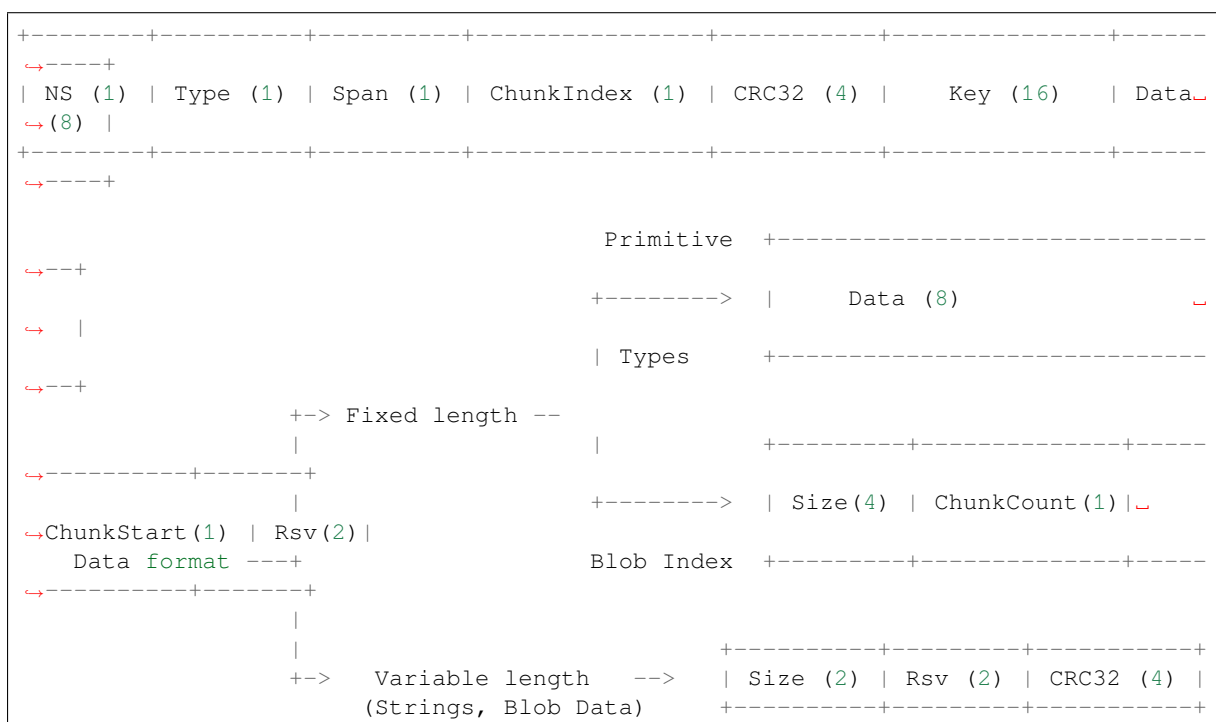 +--------+----------+----------+---------------+-----------+--------------+------
↪----+
| NS (1) | Type (1) | Span (1) | ChunkIndex (1) | CRC32 (4) |    Key (16)    | Data␣
↪(8) |
+--------+----------+----------+---------------+-----------+--------------+------
↪----+
Primitive  +------------------------------
↪--+
+-------->  |     Data (8)                ␣
↪  |
| Types     +------------------------------
↪--+
+-> Fixed length --
|                    |           +---------+--------------+-----
↪----------+-------+
|                    +-------->  | Size(4) | ChunkCount(1)|␣
↪ChunkStart(1) | Rsv(2)|
Data format ---+                    Blob Index  +---------+--------------+-----
↪----------+-------+
|
|                             +----------+---------+-----------+
+->   Variable length   -->   | Size (2) | Rsv (2) | CRC32 (4) |
(Strings, Blob Data)     +----------+---------+-----------+